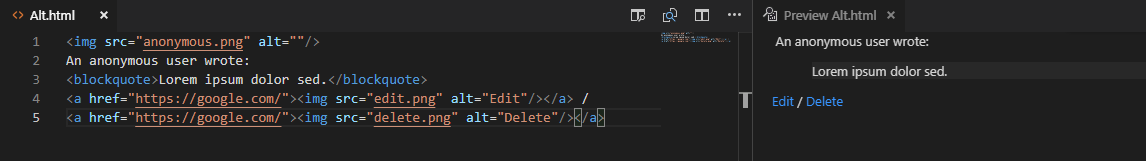 Alt.html
Preview Alt.html
1 <img src="anonymous.png" alt=""/>
2 An anonymous user wrote:
3 <blockquote>Lorem ipsum dolor sed.</blockquote>
4 <a href="https://google.com/"><img src="edit.png" alt="Edit"/></a> /
5 <a href="https://google.com/"><img src="delete.png" alt="Delete"/></a>
An anonymous user wrote:
Lorem ipsum dolor sed.
Edit / Delete